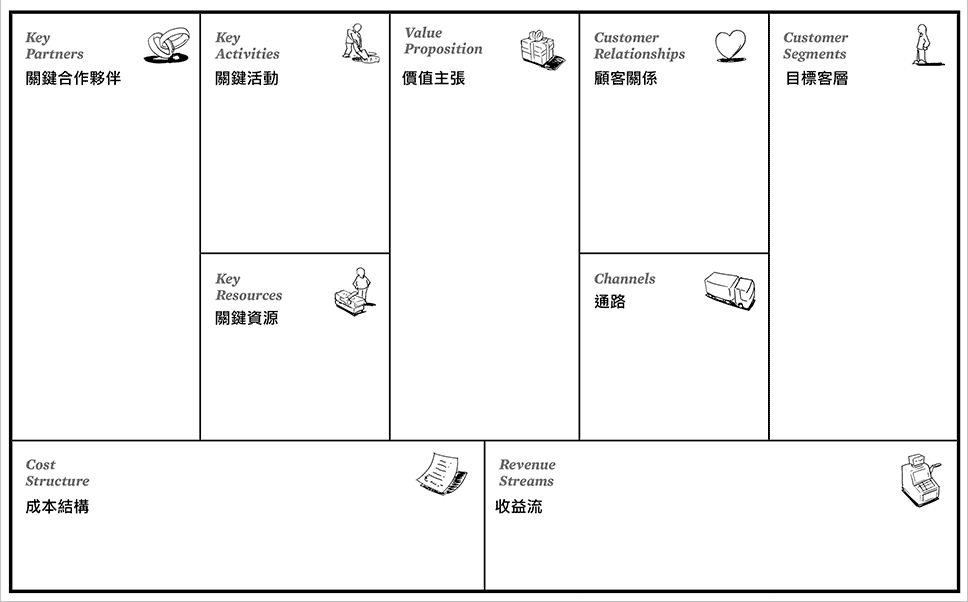 Key
Partners
關鍵合作夥伴
Key
Activities
關鍵活動
Key
Resources
關鍵資源
Value
Proposition
價值主張
Customer
Relationships
顧客關係
Channels
通路
Customer
Segments
目標客層
Cost
Structure
成本結構
Revenue
Streams
收益流